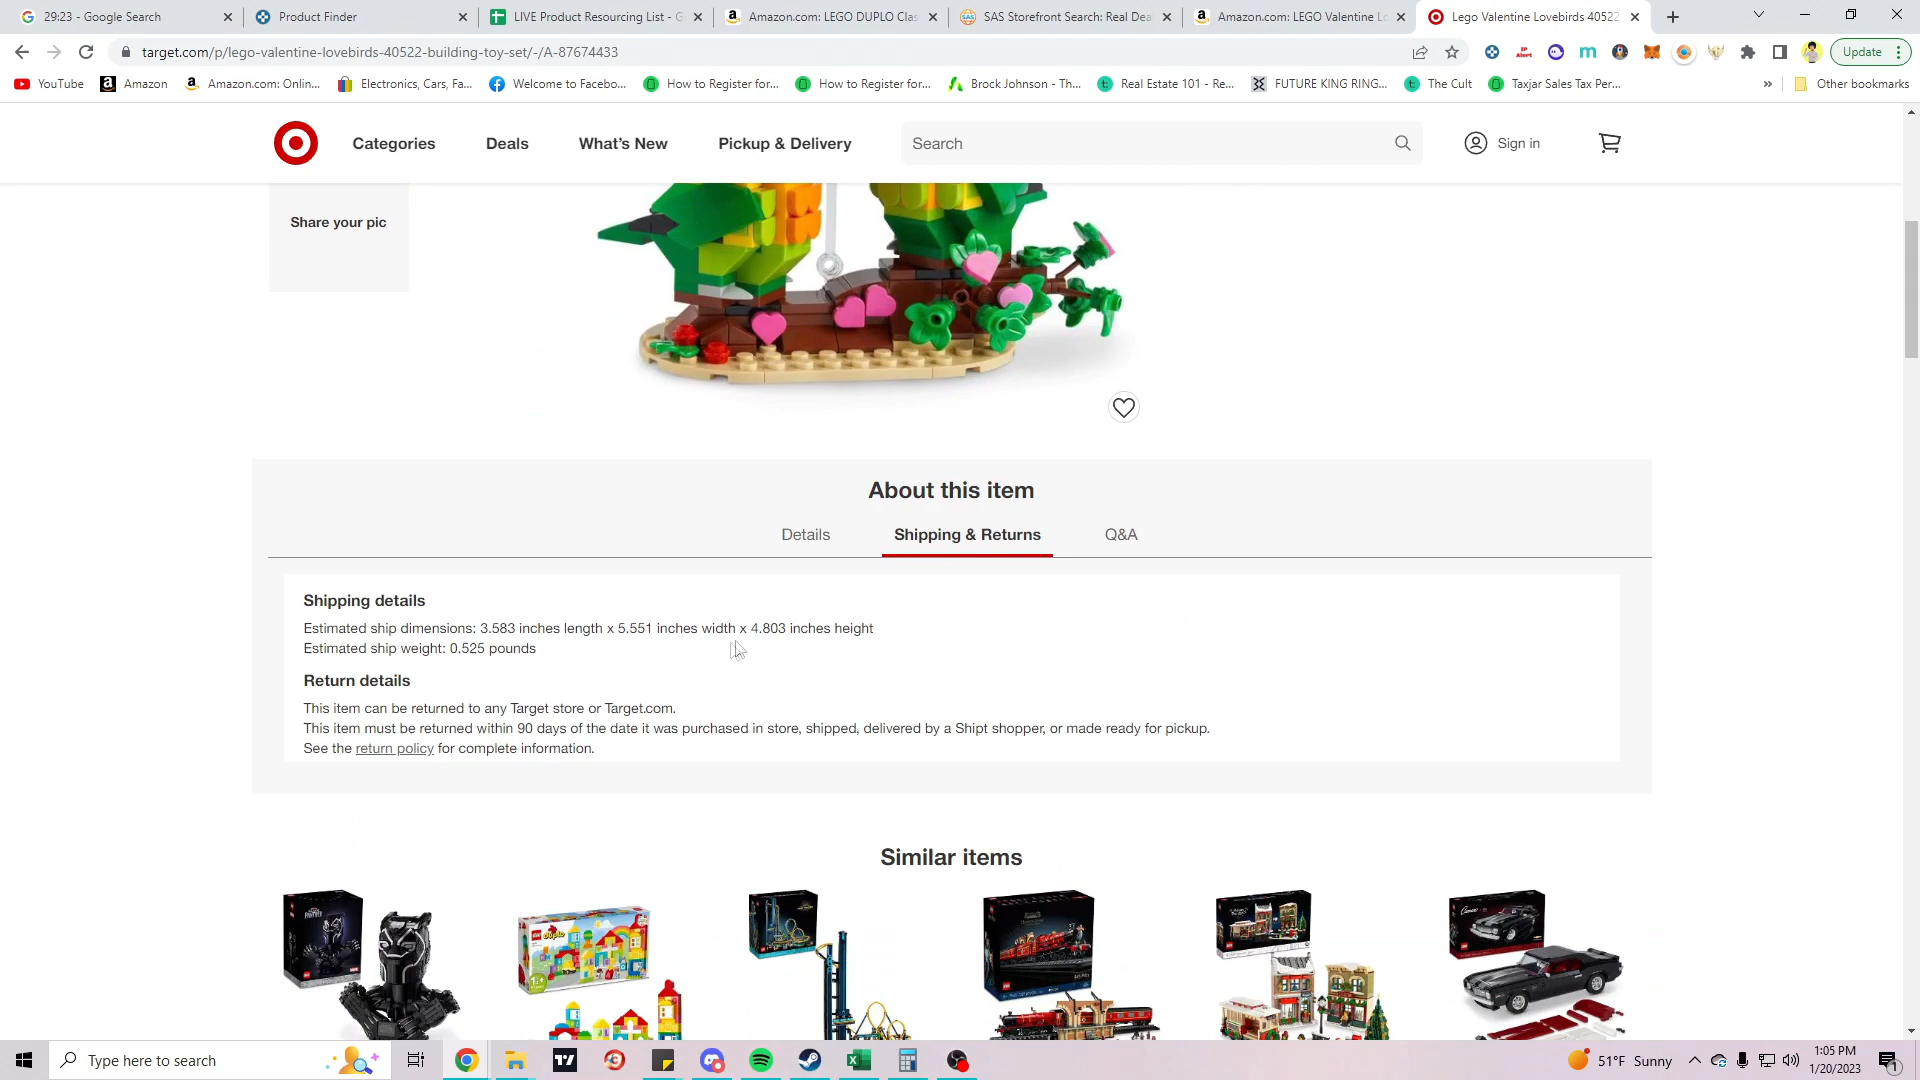 29:23 - Google Search
Product Finder
LIVE Product Resourcing List - G
Amazon.com: LEGO DUPLO Clas
SAS Storefront Search: Real Dea
Amazon.com: LEGO Valentine Lo
Lego Valentine Lovebirds 40522
target.com/p/lego-valentine-lovebirds-40522-building-toy-set/-/A-87674433
Update
YouTube
Amazon
Amazon.com: Onlin...
Electronics, Cars, Fa...
Welcome to Facebo...
How to Register for...
How to Register for...
Brock Johnson - Th...
Real Estate 101 - Re...
FUTURE KING RING...
The Cult
Taxjar Sales Tax Per...
»
Other bookmarks
Categories
Deals
What's New
Pickup & Delivery
Search
Sign in
Share your pic
About this item
Details
Shipping & Returns
Q&A
Shipping details
Estimated ship dimensions: 3.583 inches length x 5.551 inches width x 4.803 inches height
Estimated ship weight: 0.525 pounds
Return details
This item can be returned to any Target store or Target.com.
This item must be returned within 90 days of the date it was purchased in store, shipped, delivered by a Shipt shopper, or made ready for pickup.
See the return policy for complete information.
Similar items
Type here to search
51°F Sunny
1:05 PM
1/20/2023